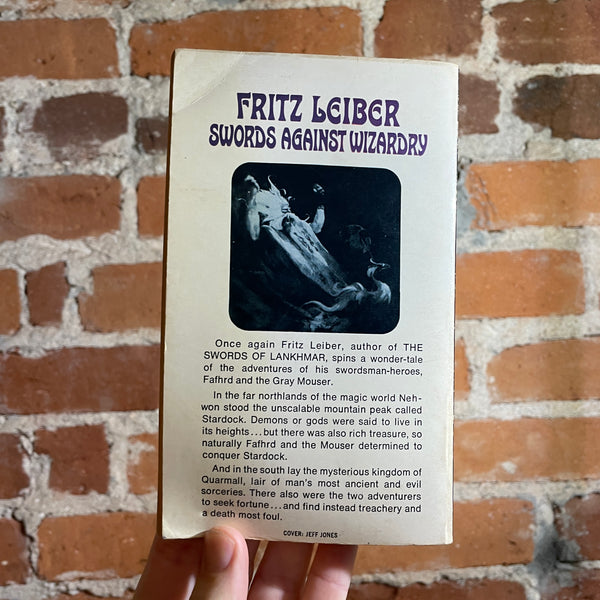 FRITZ LEIBER
SWORDS AGAINST WIZARDRY
Once again Fritz Leiber, author of THE
SWORDS OF LANKHMAR, spins a wonder-tale
of the adventures of his swordsman-heroes,
Fafhrd and the Gray Mouser.
In the far northlands of the magic world Neh-
won stood the unscalable mountain peak called
Stardock. Demons or gods were said to live in
its heights...but there was also rich treasure, so
naturally Fafhrd and the Mouser determined to
conquer Stardock.
And in the south lay the mysterious kingdom of
Quarmall, lair of man's most ancient and evil
sorceries. There also were the two adventurers
to seek fortune...and find instead treachery and
a death most foul.
COVER: JEFF JONES